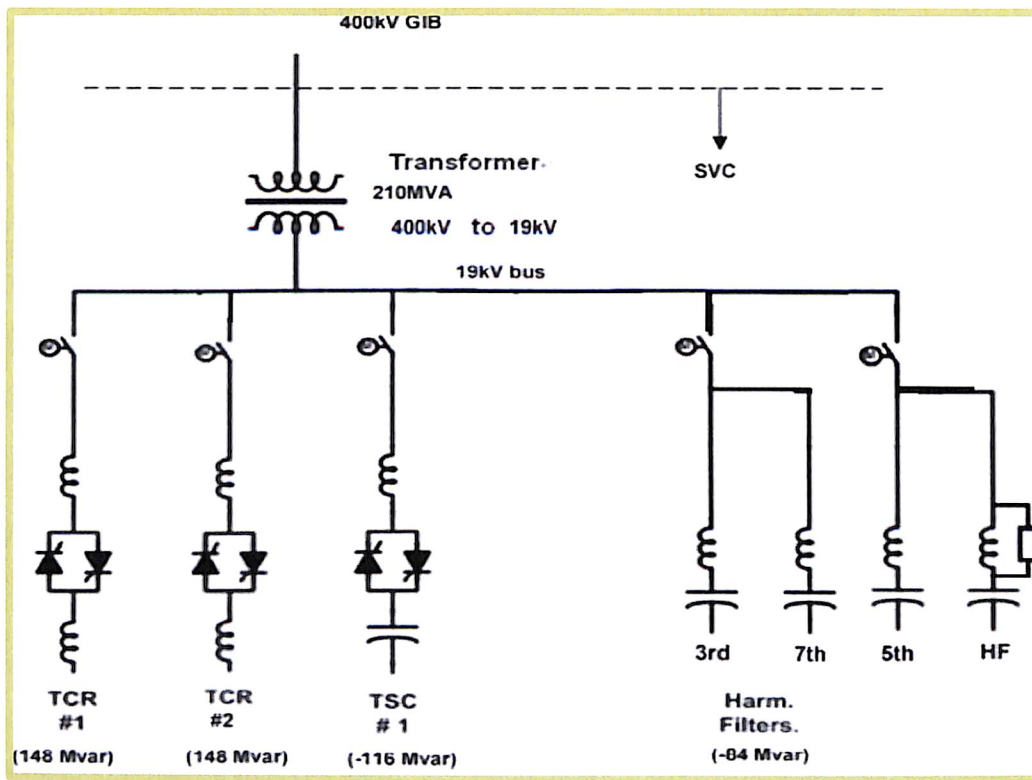 400kV GIB
SVC
Transformer
210MVA
400kV to 19kV
19kV bus
3rd 7th 5th HF
TCR
#1
(148 Mvar)
TCR
#2
(148 Mvar)
TSC
# 1
(-116 Mvar)
Harm.
Filters.
(-84 Mvar)